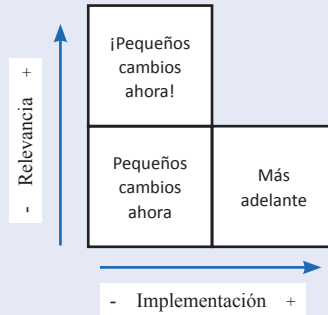 ¡Pequeños
cambios
ahora!
- Relevancia +
Pequeños
cambios
ahora
Más
adelante
- Implementación +